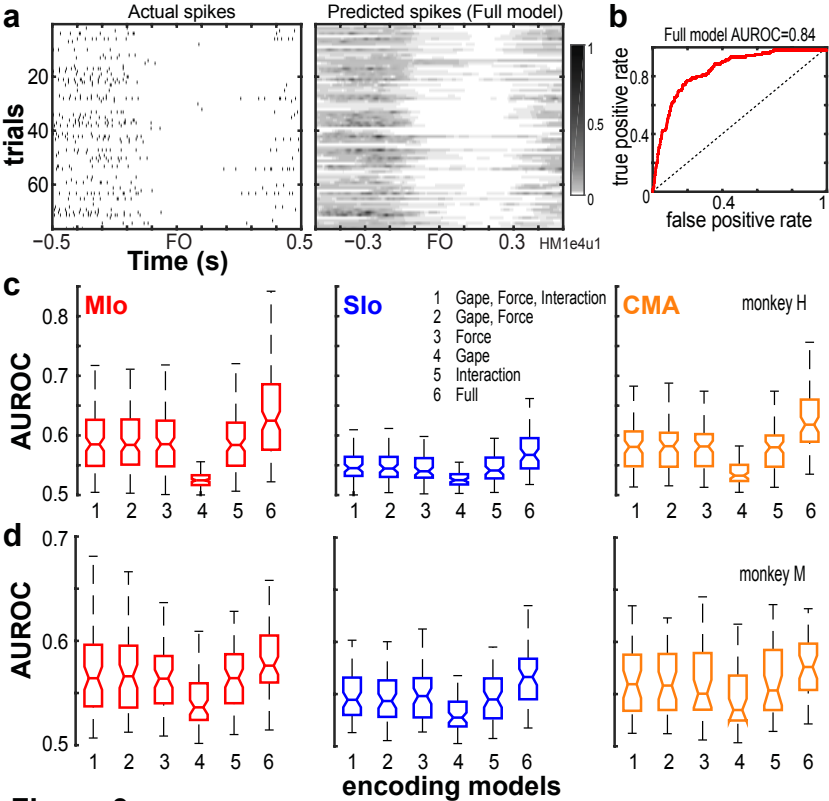 a
Actual spikes
Predicted spikes (Full model)
trials
20
40
60
−0.5
FO
0.5
Time (s)
−0.3
FO
0.3
HM1e4u1
1
0.5
0
b
Full model AUROC=0.84
true positive rate
0.8
0.4
0
0.4
1
false positive rate
c
MIo
SIo
CMA
monkey H
1 Gape, Force, Interaction
2 Gape, Force
3 Force
4 Gape
5 Interaction
6 Full
AUROC
0.8
0.7
0.6
0.5
1 2 3 4 5 6
1 2 3 4 5 6
1 2 3 4 5 6
d
monkey M
AUROC
0.7
0.6
0.5
1 2 3 4 5 6
1 2 3 4 5 6
1 2 3 4 5 6
encoding models